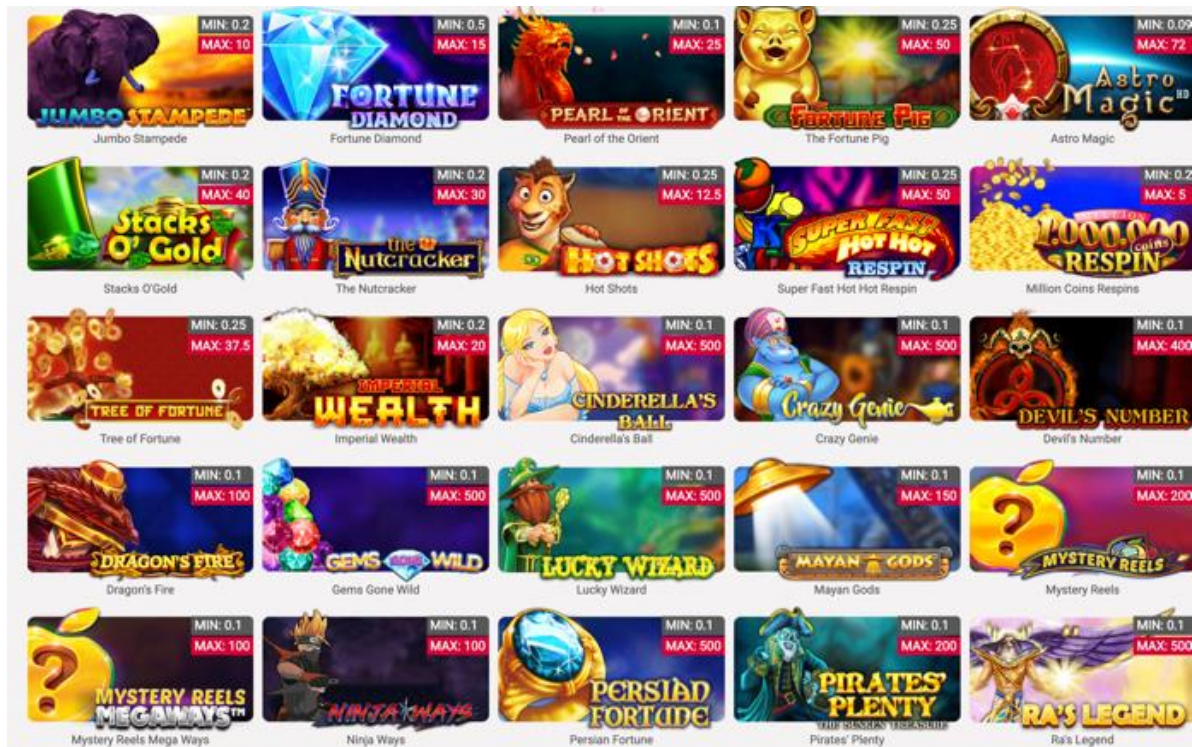 MIN: 0.2
MAX: 10
JUMBO STAMPEDE
Jumbo Stampede
MIN: 0.5
MAX: 15
FORTUNE
DIAMOND
Fortune Diamond
MIN: 0.1
MAX: 25
PEARL OF THE ORIENT
Pearl of the Orient
MIN: 0.25
MAX: 50
THE FORTUNE PIG
The Fortune Pig
MIN: 0.09
MAX: 72
Astro
Magic HD
Astro Magic
MIN: 0.2
MAX: 40
Stacks
O' Gold
Stacks O'Gold
MIN: 0.2
MAX: 30
the
Nutcracker
The Nutcracker
MIN: 0.25
MAX: 12.5
HOT SHOTS
Hot Shots
MIN: 0.25
MAX: 50
SUPER FAST
HOT HOT
RESPIN
Super Fast Hot Hot Respin
MIN: 0.2
MAX: 5
1.000.000
coins
RESPIN
Million Coins Respins
MIN: 0.25
MAX: 37.5
TREE OF FORTUNE
Tree of Fortune
MIN: 0.2
MAX: 20
IMPERIAL
WEALTH
Imperial Wealth
MIN: 0.1
MAX: 500
CINDERELLA'S
BALL
Cinderella's Ball
MIN: 0.1
MAX: 500
Crazy Genie
Crazy Genie
MIN: 0.1
MAX: 400
DEVIL'S NUMBER
Devil's Number
MIN: 0.1
MAX: 100
DRAGON'S FIRE
Dragon's Fire
MIN: 0.1
MAX: 500
GEMS GONE WILD
Gems Gone Wild
MIN: 0.1
MAX: 500
LUCKY WIZARD
Lucky Wizard
MIN: 0.1
MAX: 150
MAYAN GODS
Mayan Gods
MIN: 0.1
MAX: 200
MYSTERY REELS
Mystery Reels
MIN: 0.1
MAX: 100
MYSTERY REELS
MEGAWAYS™
Mystery Reels Mega Ways
MIN: 0.1
MAX: 100
NINJA WAYS
Ninja Ways
MIN: 0.1
MAX: 500
PERSIAN
FORTUNE
Persian Fortune
MIN: 0.1
MAX: 200
PIRATES'
PLENTY
THE SUNKEN TREASURE
Pirates' Plenty
MIN: 0.1
MAX: 500
RA'S LEGEND
Ra's Legend